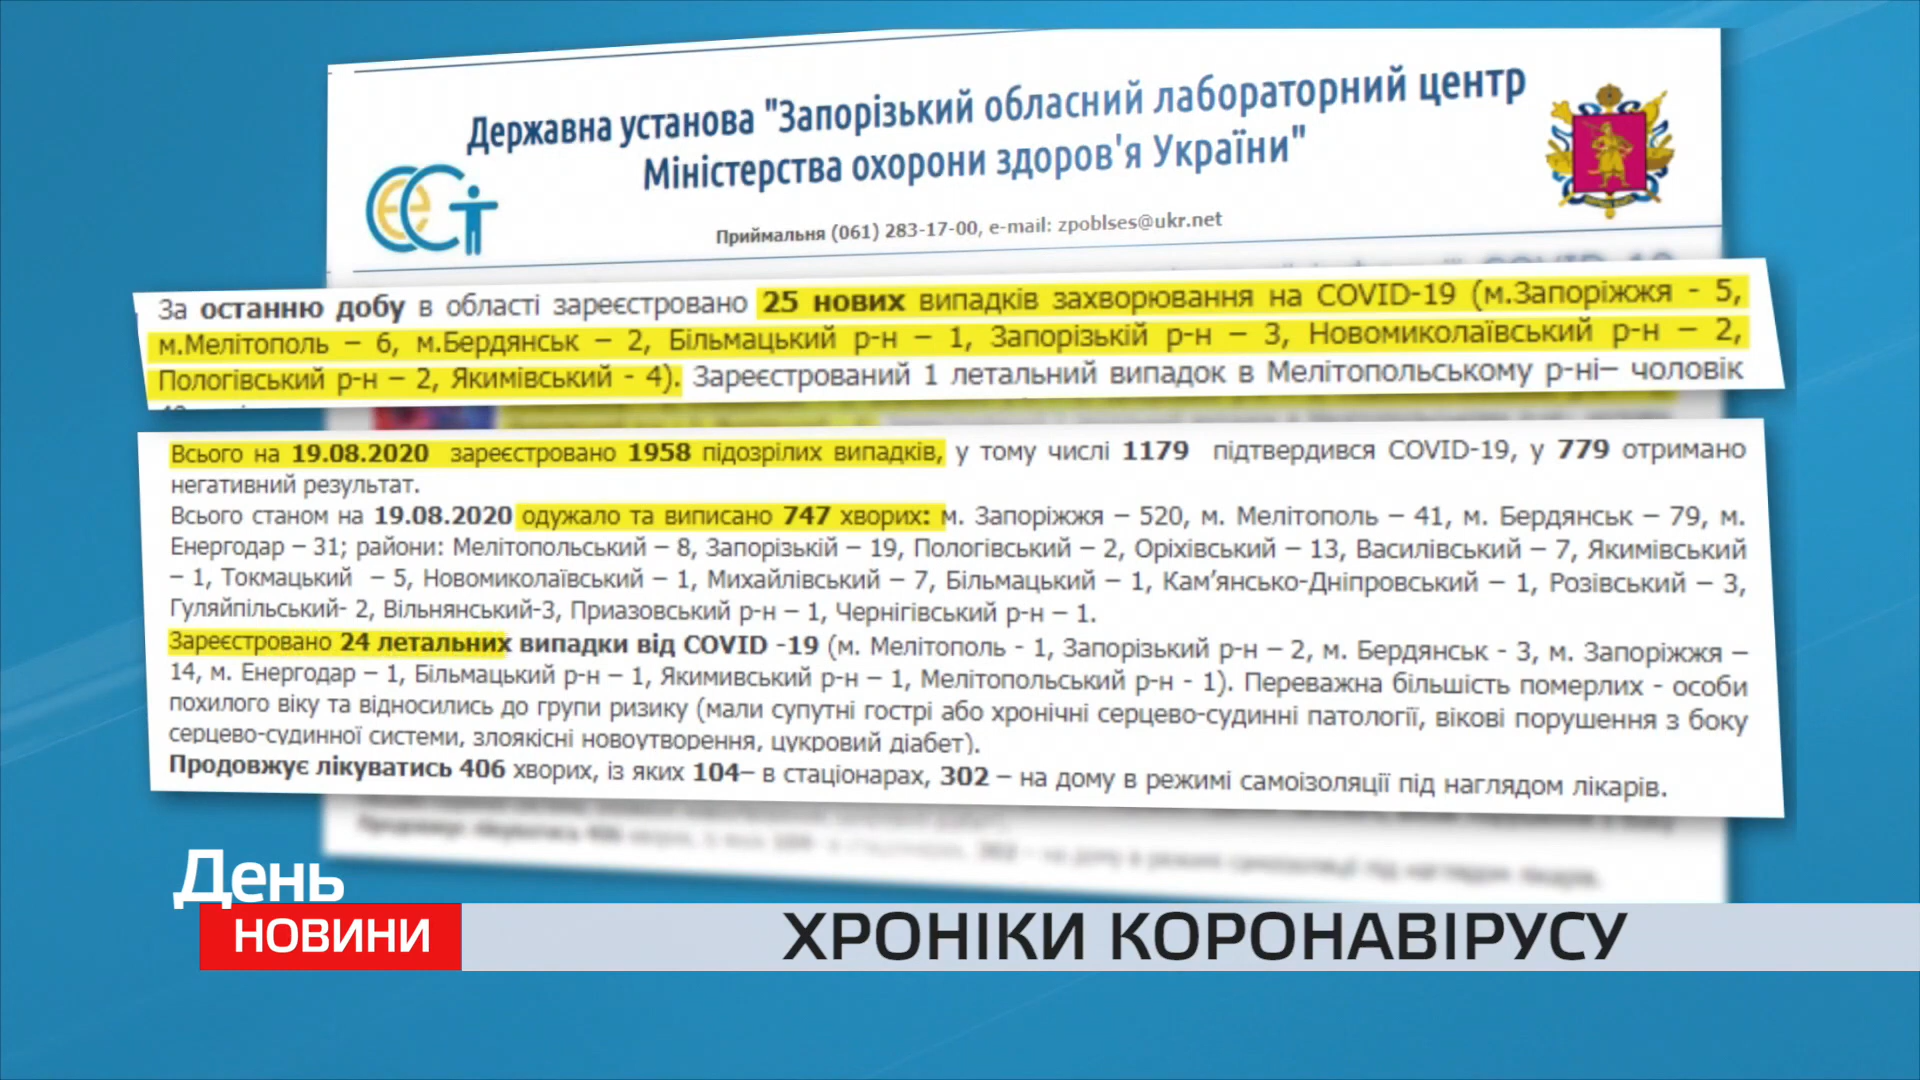 Державна установа "Запорізький обласний лабораторний центр
Міністерства охорони здоров'я України"
Приймальня (061) 283-17-00, e-mail: zpoblses@ukr.net
За останню добу в області зареєстровано 25 нових випадків захворювання на COVID-19 (м.Запоріжжя - 5,
м.Мелітополь – 6, м.Бердянськ – 2, Більмацький р-н – 1, Запорізькій р-н – 3, Новомиколаївський р-н – 2,
Пологівський р-н – 2, Якимівський - 4). Зареєстрований 1 летальний випадок в Мелітопольському р-ні– чоловік
Всього на 19.08.2020 зареєстровано 1958 підозрілих випадків, у тому числі 1179 підтвердився COVID-19, у 779 отримано
негативний результат.
Всього станом на 19.08.2020 одужало та виписано 747 хворих: м. Запоріжжя – 520, м. Мелітополь – 41, м. Бердянськ – 79, м.
Енергодар – 31; райони: Мелітопольський – 8, Запорізькій – 19, Пологівський – 2, Оріхівський – 13, Василівський – 7, Якимівський
– 1, Токмацький – 5, Новомиколаївський – 1, Михайлівський – 7, Більмацький – 1, Кам’янсько-Дніпровський – 1, Розівський – 3,
Гуляйпільський- 2, Вільнянський-3, Приазовський р-н – 1, Чернігівський р-н – 1.
Зареєстровано 24 летальних випадки від COVID -19 (м. Мелітополь - 1, Запорізький р-н – 2, м. Бердянськ - 3, м. Запоріжжя –
14, м. Енергодар – 1, Більмацький р-н – 1, Якимивський р-н – 1, Мелітопольський р-н - 1). Переважна більшість померлих - особи
похилого віку та відносились до групи ризику (мали супутні гострі або хронічні серцево-судинні патології, вікові порушення з боку
серцево-судинної системи, злоякісні новоутворення, цукровий діабет).
Продовжує лікуватись 406 хворих, із яких 104– в стаціонарах, 302 – на дому в режимі самоізоляції під наглядом лікарів.
День
НОВИНИ
ХРОНІКИ КОРОНАВІРУСУ